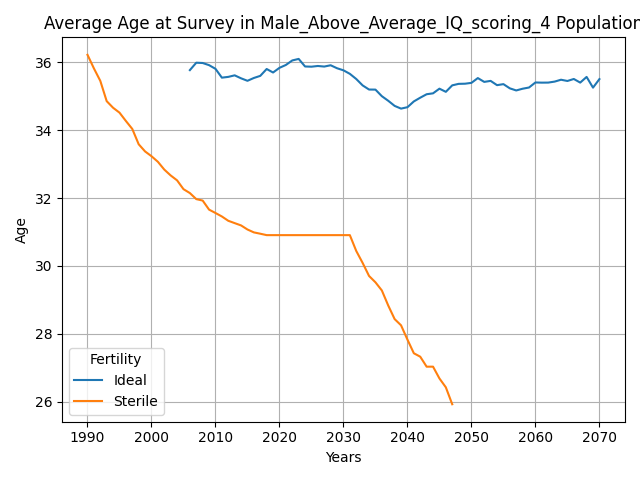 Average Age at Survey in Male_Above_Average_IQ_scoring_4 Population
36
34
32
30
28
26
Age
Fertility
Ideal
Sterile
1990 2000 2010 2020 2030 2040 2050 2060 2070
Years